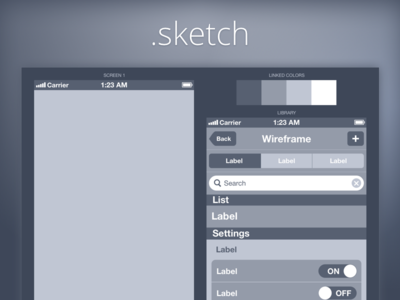 .sketch
SCREEN 1
Carrier 1:23 AM
LINKED COLORS
LIBRARY
Carrier 1:23 AM
Back Wireframe +
Label Label Label
Search
List
Label
Settings
Label
Label ON
Label OFF